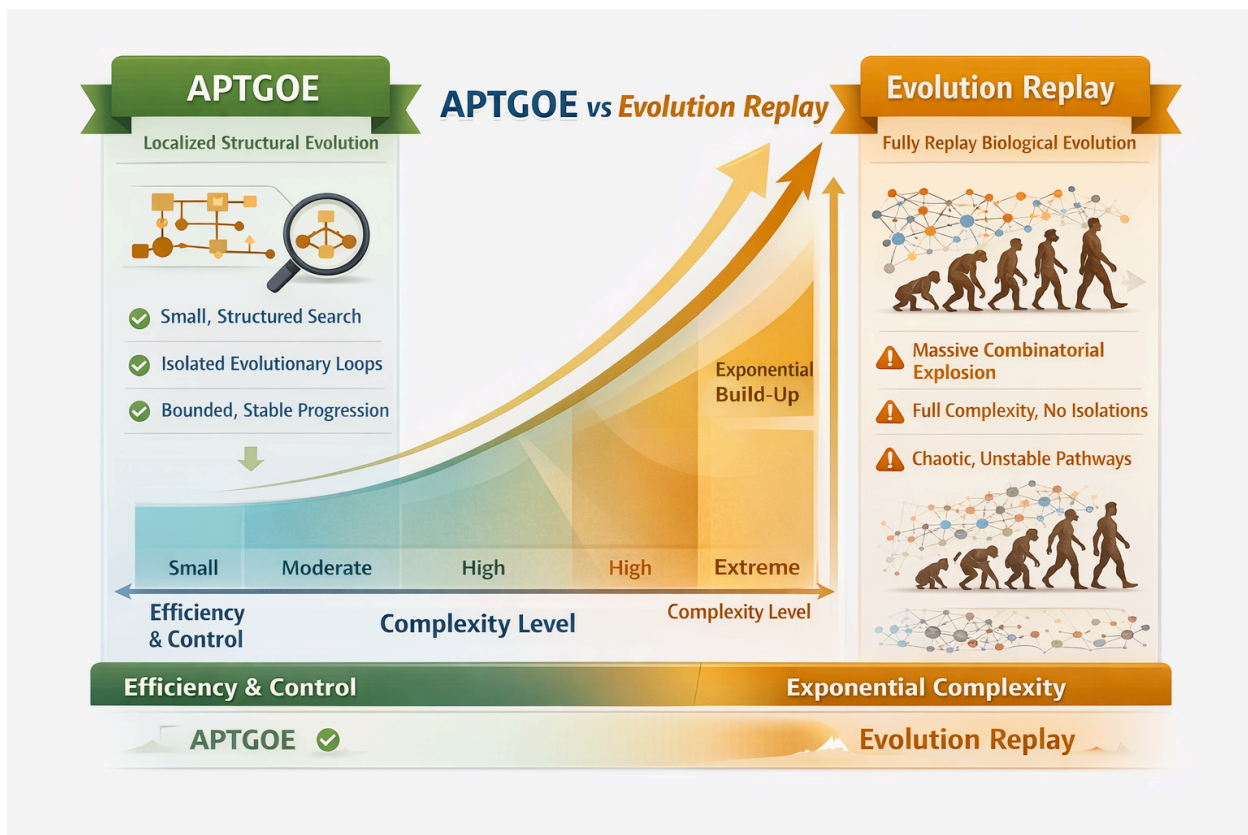 APTGOE
Localized Structural Evolution
Small, Structured Search
Isolated Evolutionary Loops
Bounded, Stable Progression
APTGOE vs Evolution Replay
Exponential
Build-Up
Small
Moderate
High
High
Extreme
Efficiency
& Control
Complexity Level
Complexity Level
Evolution Replay
Fully Replay Biological Evolution
Massive Combinatorial
Explosion
Full Complexity, No Isolations
Chaotic, Unstable Pathways
Efficiency & Control
Exponential Complexity
APTGOE
Evolution Replay